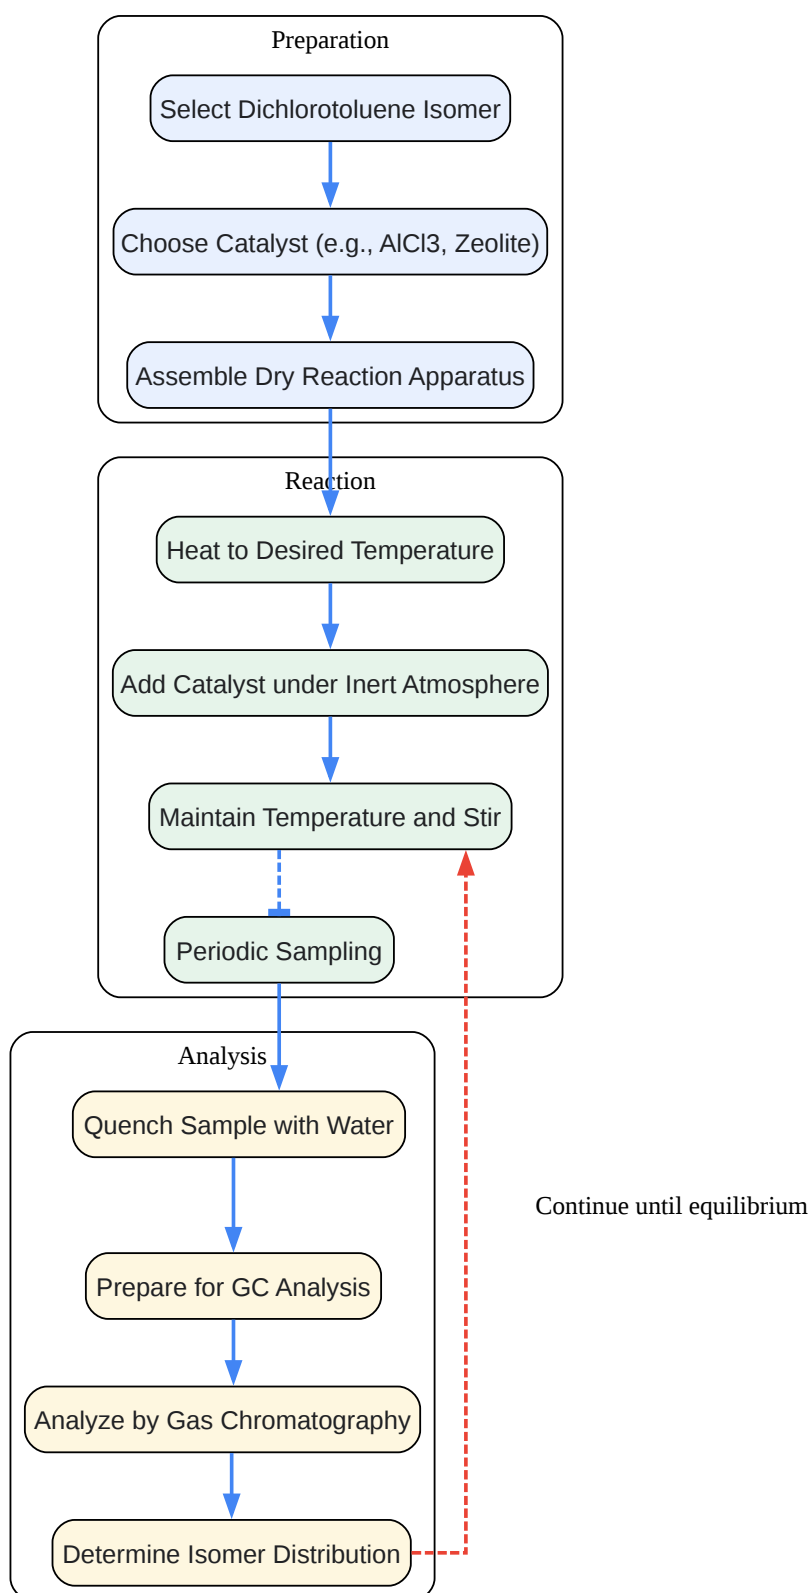 Preparation
Select Dichlorotoluene Isomer
Choose Catalyst (e.g., AlCl3, Zeolite)
Assemble Dry Reaction Apparatus
Reaction
Heat to Desired Temperature
Add Catalyst under Inert Atmosphere
Maintain Temperature and Stir
Periodic Sampling
Analysis
Quench Sample with Water
Continue until equilibrium
Prepare for GC Analysis
Analyze by Gas Chromatography
Determine Isomer Distribution